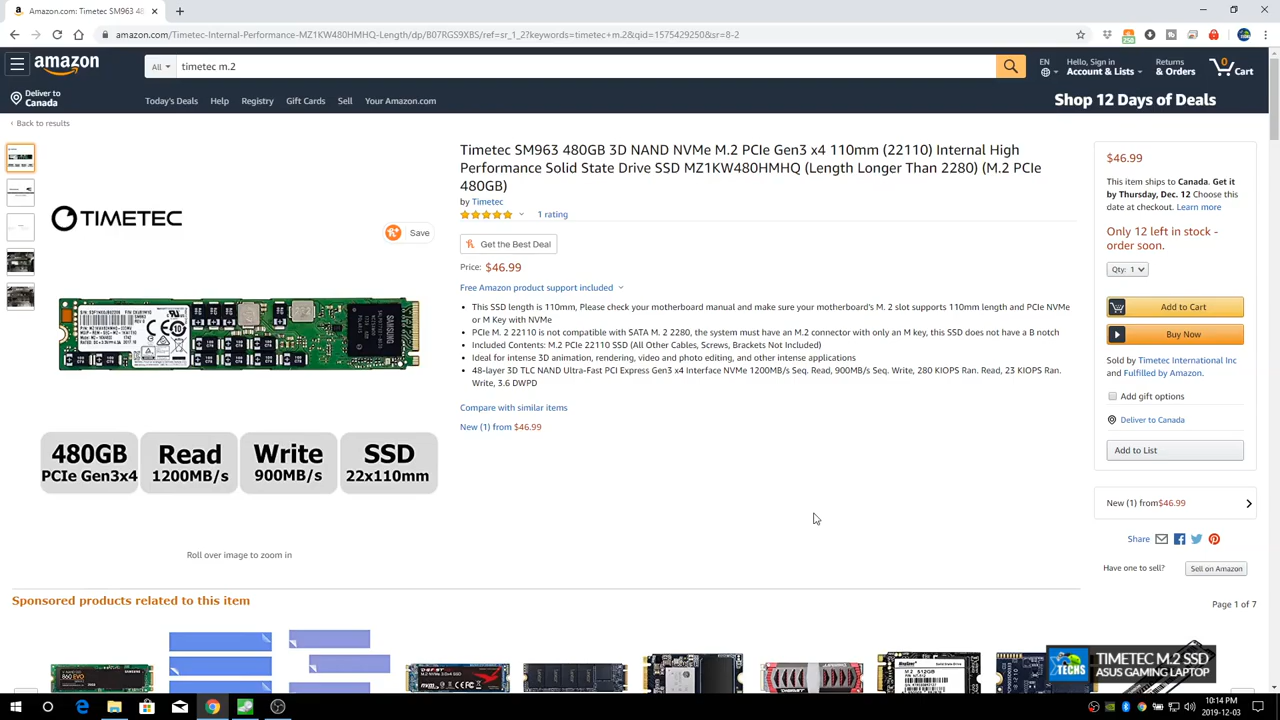 Amazon.com: Timetec SM963 48
amazon.com/Timetec-Internal-Performance-MZ1KW480HMHQ-Length/dp/B07RGS9X8S/ref=sr_1_2?keywords=timetec+m.2&qid=1575429250&sr=8-2
amazon
All
timetec m.2
EN
Hello, Sign in
Account & Lists
Returns
& Orders
0
Cart
Deliver to
Canada
Today's Deals
Help
Registry
Gift Cards
Sell
Your Amazon.com
Shop 12 Days of Deals
‹ Back to results
TIMETEC
Save
480GB
PCIe Gen3x4
Read
1200MB/s
Write
900MB/s
SSD
22x110mm
Roll over image to zoom in
Timetec SM963 480GB 3D NAND NVMe M.2 PCIe Gen3 x4 110mm (22110) Internal High
Performance Solid State Drive SSD MZ1KW480HMHQ (Length Longer Than 2280) (M.2 PCIe
480GB)
by Timetec
1 rating
Get the Best Deal
Price: $46.99
Free Amazon product support included
• This SSD length is 110mm, Please check your motherboard manual and make sure your motherboard's M. 2 slot supports 110mm length and PCIe NVMe
or M Key with NVMe
• PCIe M. 2 22110 is not compatible with SATA M. 2 2280, the system must have an M.2 connector with only an M key, this SSD does not have a B notch
• Included Contents: M.2 PCIe 22110 SSD (All Other Cables, Screws, Brackets Not Included)
• Ideal for intense 3D animation, rendering, video and photo editing, and other intense applications
• 48-layer 3D TLC NAND Ultra-Fast PCI Express Gen3 x4 Interface NVMe 1200MB/s Seq. Read, 900MB/s Seq. Write, 280 KIOPS Ran. Read, 23 KIOPS Ran.
Write, 3.6 DWPD
Compare with similar items
New (1) from $46.99
$46.99
This item ships to Canada. Get it
by Thursday, Dec. 12 Choose this
date at checkout. Learn more
Only 12 left in stock -
order soon.
Qty: 1
Add to Cart
Buy Now
Sold by Timetec International Inc
and Fulfilled by Amazon.
Add gift options
Deliver to Canada
Add to List
New (1) from $46.99
Share
Have one to sell?
Sell on Amazon
Sponsored products related to this item
Page 1 of 7
TECHS
TIMETEC M.2 SSD
ASUS GAMING LAPTOP
10:14 PM
2019-12-03